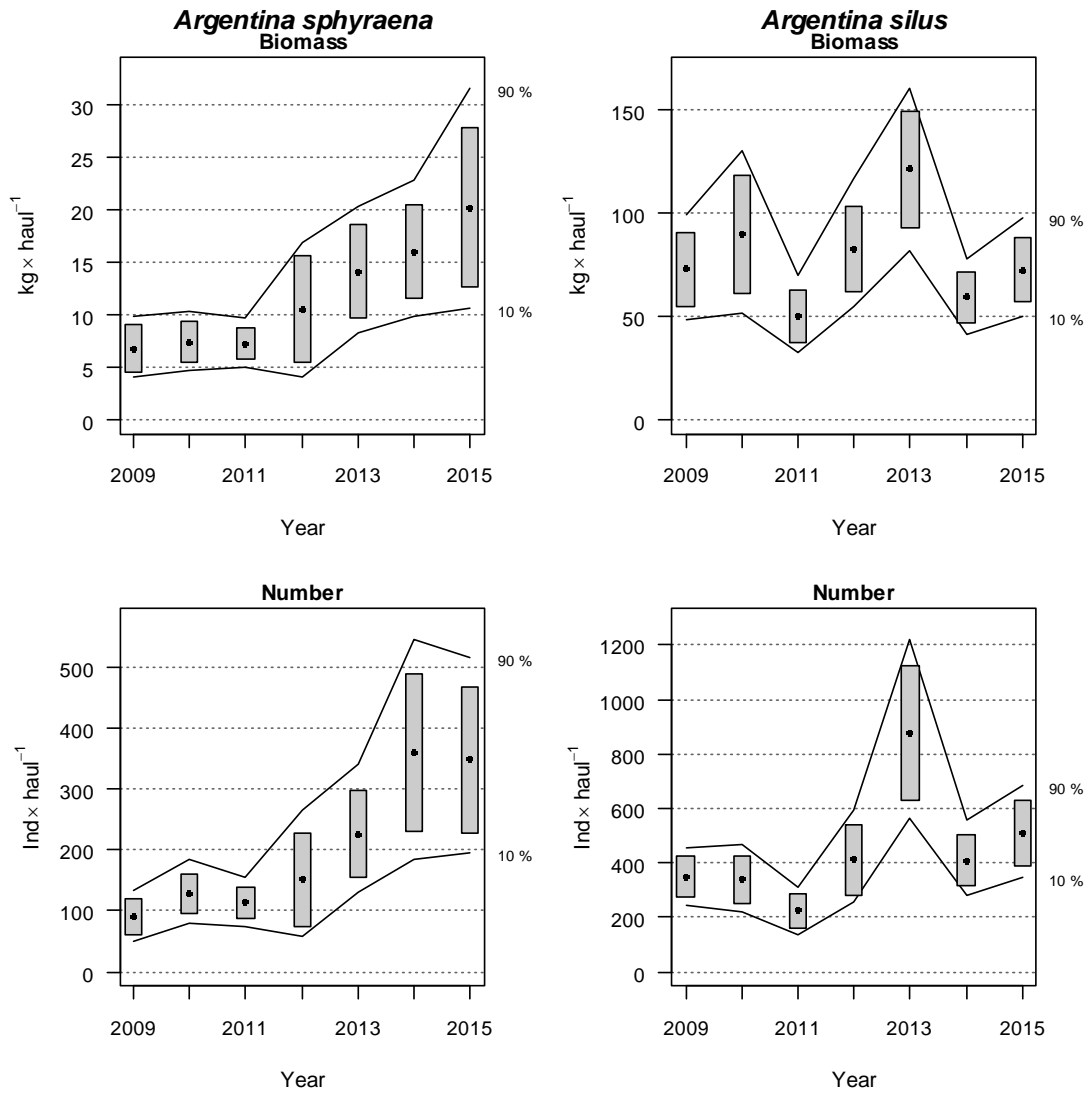 Argentina sphyraena
Biomass
30
25
20
15
10
5
0
kg × haul⁻¹
90 %
10 %
2009 2011 2013 2015
Year
Argentina silus
Biomass
150
100
50
0
kg × haul⁻¹
90 %
10 %
2009 2011 2013 2015
Year
Number
500
400
300
200
100
0
Ind × haul⁻¹
90 %
10 %
2009 2011 2013 2015
Year
Number
1200
1000
800
600
400
200
0
Ind × haul⁻¹
90 %
10 %
2009 2011 2013 2015
Year